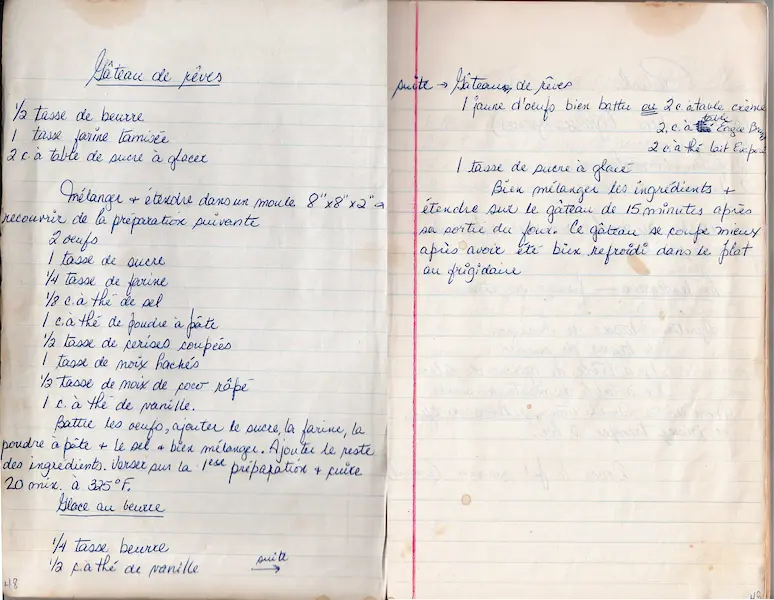 Gâteau de rêves
1/2 tasse de beurre
1 tasse farine tamisée
2 c. à table de sucre à glacer
Mélanger + étendre dans un moule 8"x8"x2" →
recouvrir de la préparation suivante
2 oeufs
1 tasse de sucre
1/4 tasse de farine
1/8 c. à thé de sel
1 c. à thé de poudre à pâte
1/2 tasse de cerises coupées
1 tasse de noix hachés
1/2 tasse de noix de coco râpé
1 c. à thé de vanille.
Battre les oeufs, ajouter le sucre, la farine, la
poudre à pâte + le sel + bien mélanger. Ajouter le reste
des ingrédients. Verser sur la 1ère préparation + cuire
20 min. à 325°F.
Glace au beurre
1/4 tasse beurre
1/2 c. à thé de vanille suite →
48
suite → Gâteau de rêves
1 jaune d'oeufs bien battu ou 2 c. à table crème
2 c. à table Eagle
2 c. à thé lait
1 tasse de sucre à glace
Bien mélanger les ingrédients +
étendre sur le gâteau de 15 minutes après
sa sortie du four. Ce gâteau se coupe mieux
après avoir été bien refroidi dans le plat
au frigidaire
48